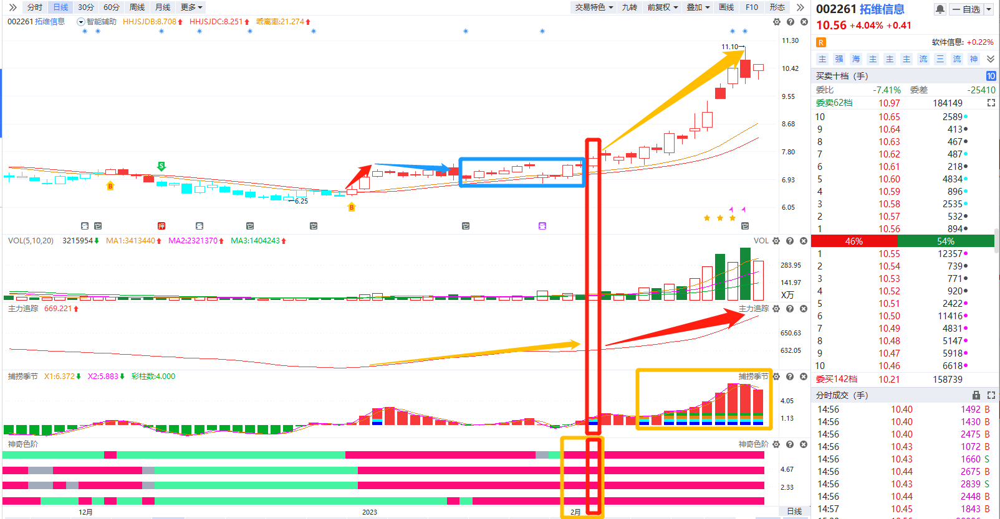 分时 日线 30分 60分 周线 月线 更多
交易特色 九转 前复权 叠加 画线 F10 形态
002261 拓维信息 智能辅助 HHJSJDB:8.708 HHJSJDC:8.251 乖离率:21.274
11.30
11.10
10.42
9.55
8.68
7.80
6.93
6.25
6.05
S
B
B
叠 它 押 叠 它 它 它 叠 它
VOL(5,10,20) 3215954 MA1:3413440 MA2:2321370 MA3:1404243
VOL
283.95
141.97
X万
主力追踪 669.221
主力追踪
650.63
632.05
捕捞季节 X1:6.372 X2:5.883 彩柱数:4.000
捕捞季节
4.05
1.13
神奇色阶
神奇色阶
4.67
2.33
12月 2023 2月 日线
002261 拓维信息
一自选
10.56 +4.04% +0.41
R 软件信息: +0.22%
主 强 海 主 主 主 流 三 流 神
买卖十档 (手) 10
委比 -7.41% 委差 -25410
委卖62档 10.97 184149
10 10.65 2589
9 10.64 413
8 10.63 467
7 10.62 487
6 10.61 218
5 10.60 4834
4 10.59 896
3 10.58 2535
2 10.57 532
1 10.56 894
46% 54%
1 10.55 12357
2 10.54 739
3 10.53 771
4 10.52 920
5 10.51 2422
6 10.50 11416
7 10.49 4831
8 10.48 5147
9 10.47 5918
10 10.46 6618
委买142档 10.21 158739
分时成交 (手)
14:56 10.40 1492 B
14:56 10.40 1430 B
14:56 10.40 2475 B
14:56 10.43 1072 B
14:56 10.43 1660 S
14:56 10.44 2675 B
14:56 10.43 2839 S
14:56 10.44 2448 B
14:57 10.45 1843 B